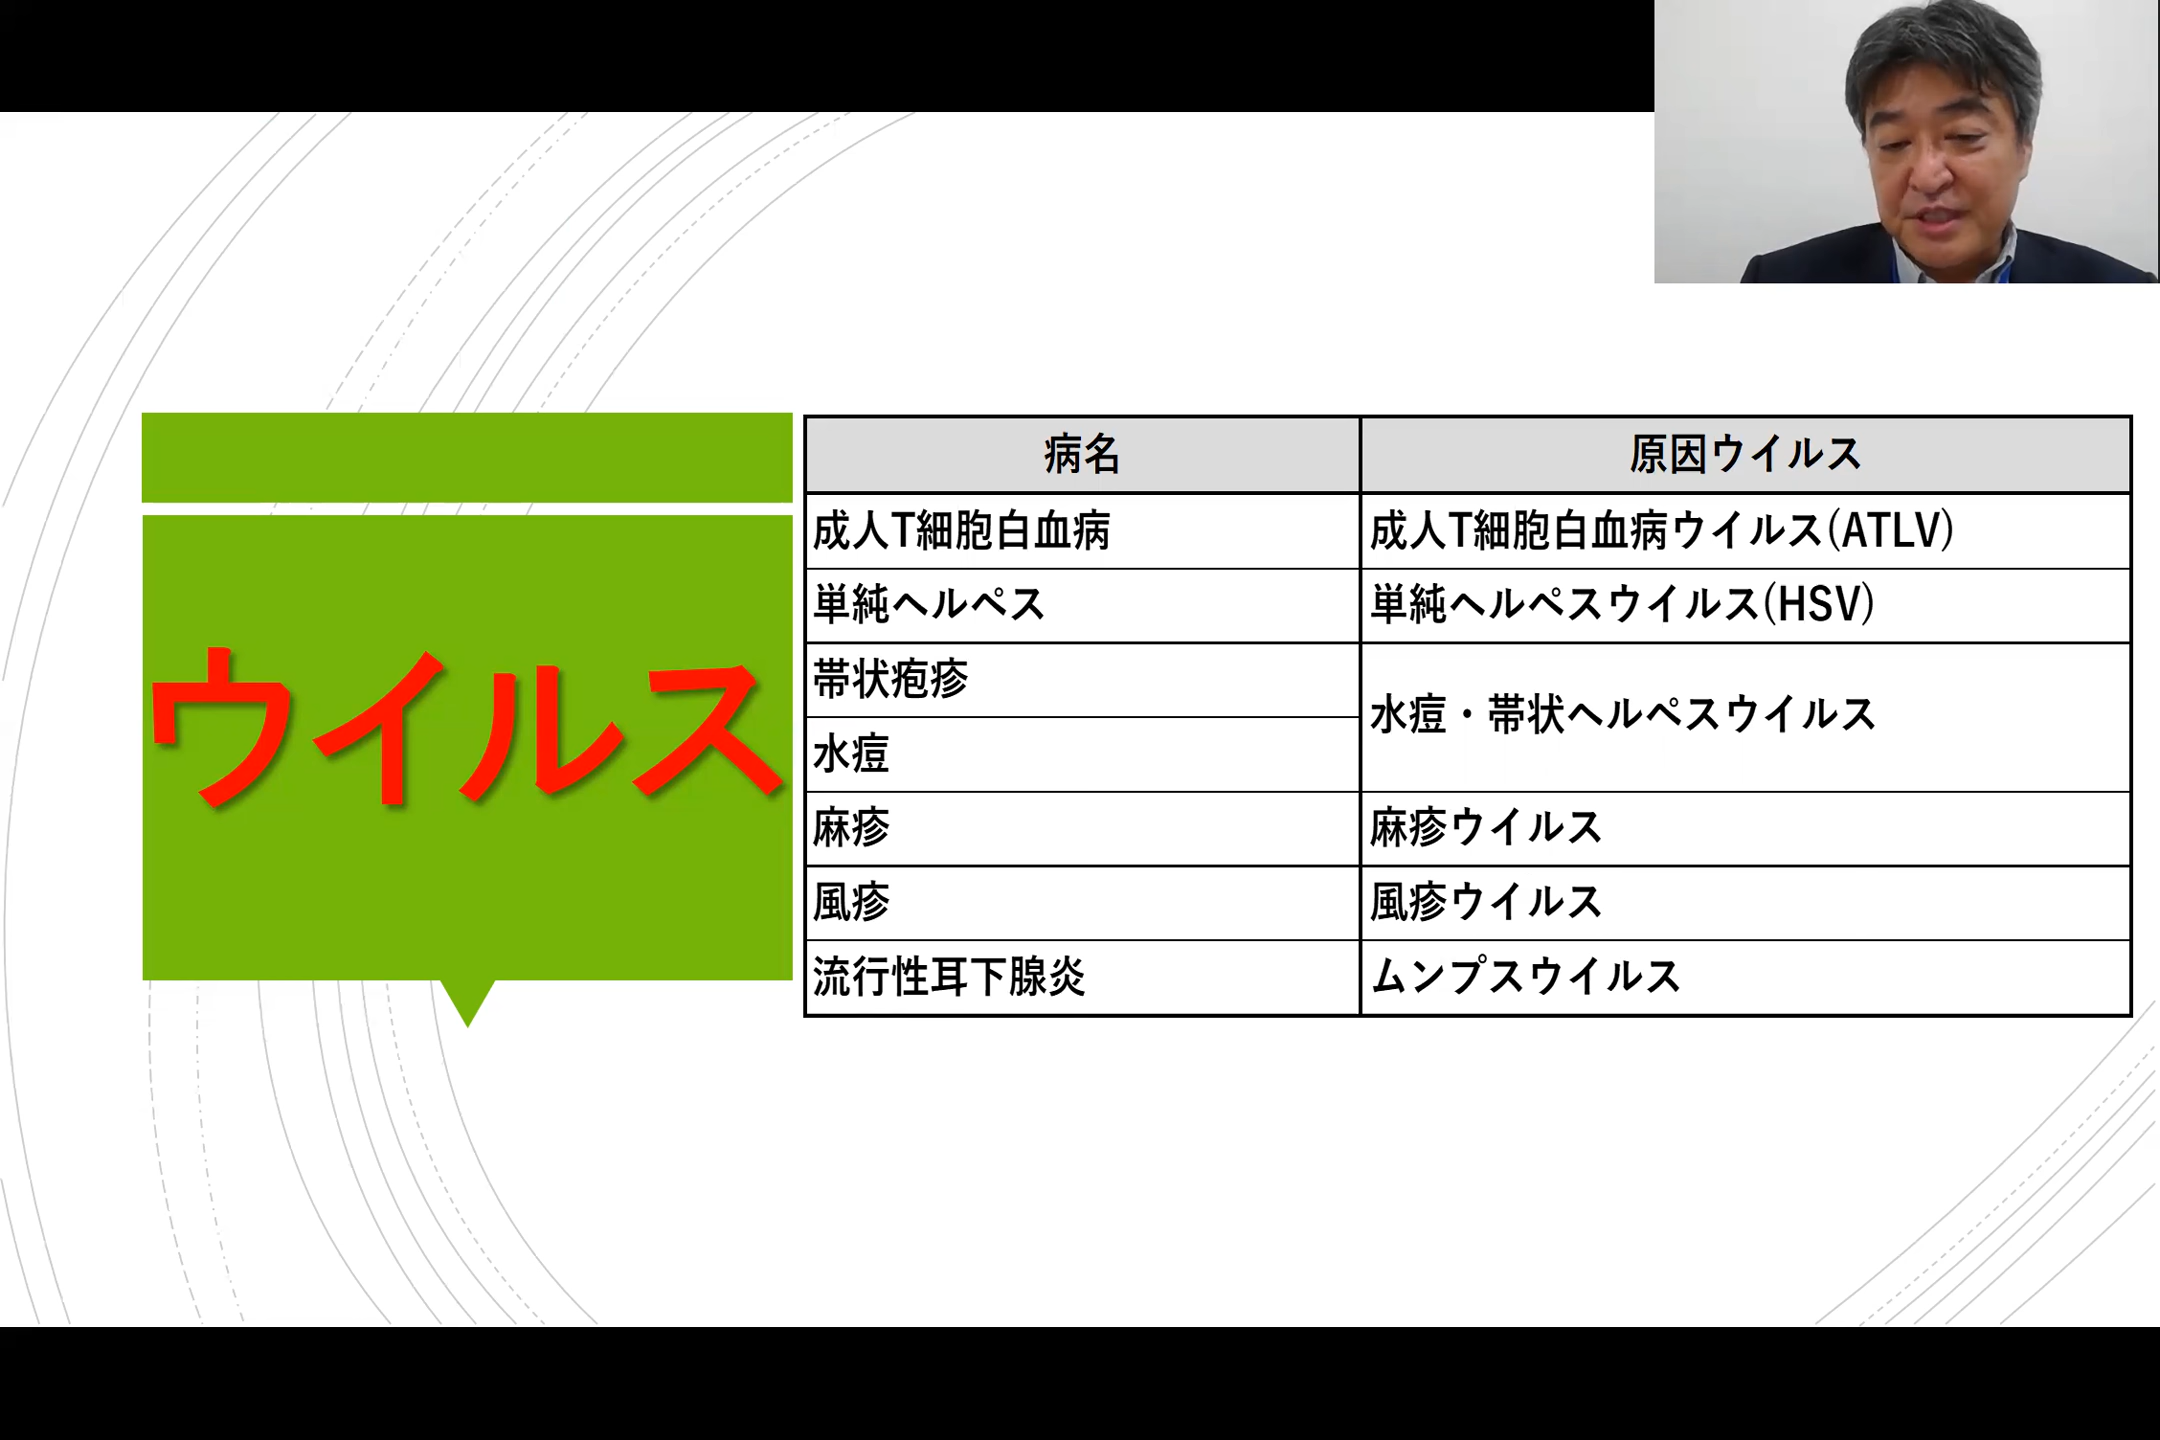 ウイルス
病名 原因ウイルス
成人T細胞白血病 成人T細胞白血病ウイルス(ATLV)
単純ヘルペス 単純ヘルペスウイルス(HSV)
帯状疱疹 水痘・帯状ヘルペスウイルス
水痘
麻疹 麻疹ウイルス
風疹 風疹ウイルス
流行性耳下腺炎 ムンプスウイルス